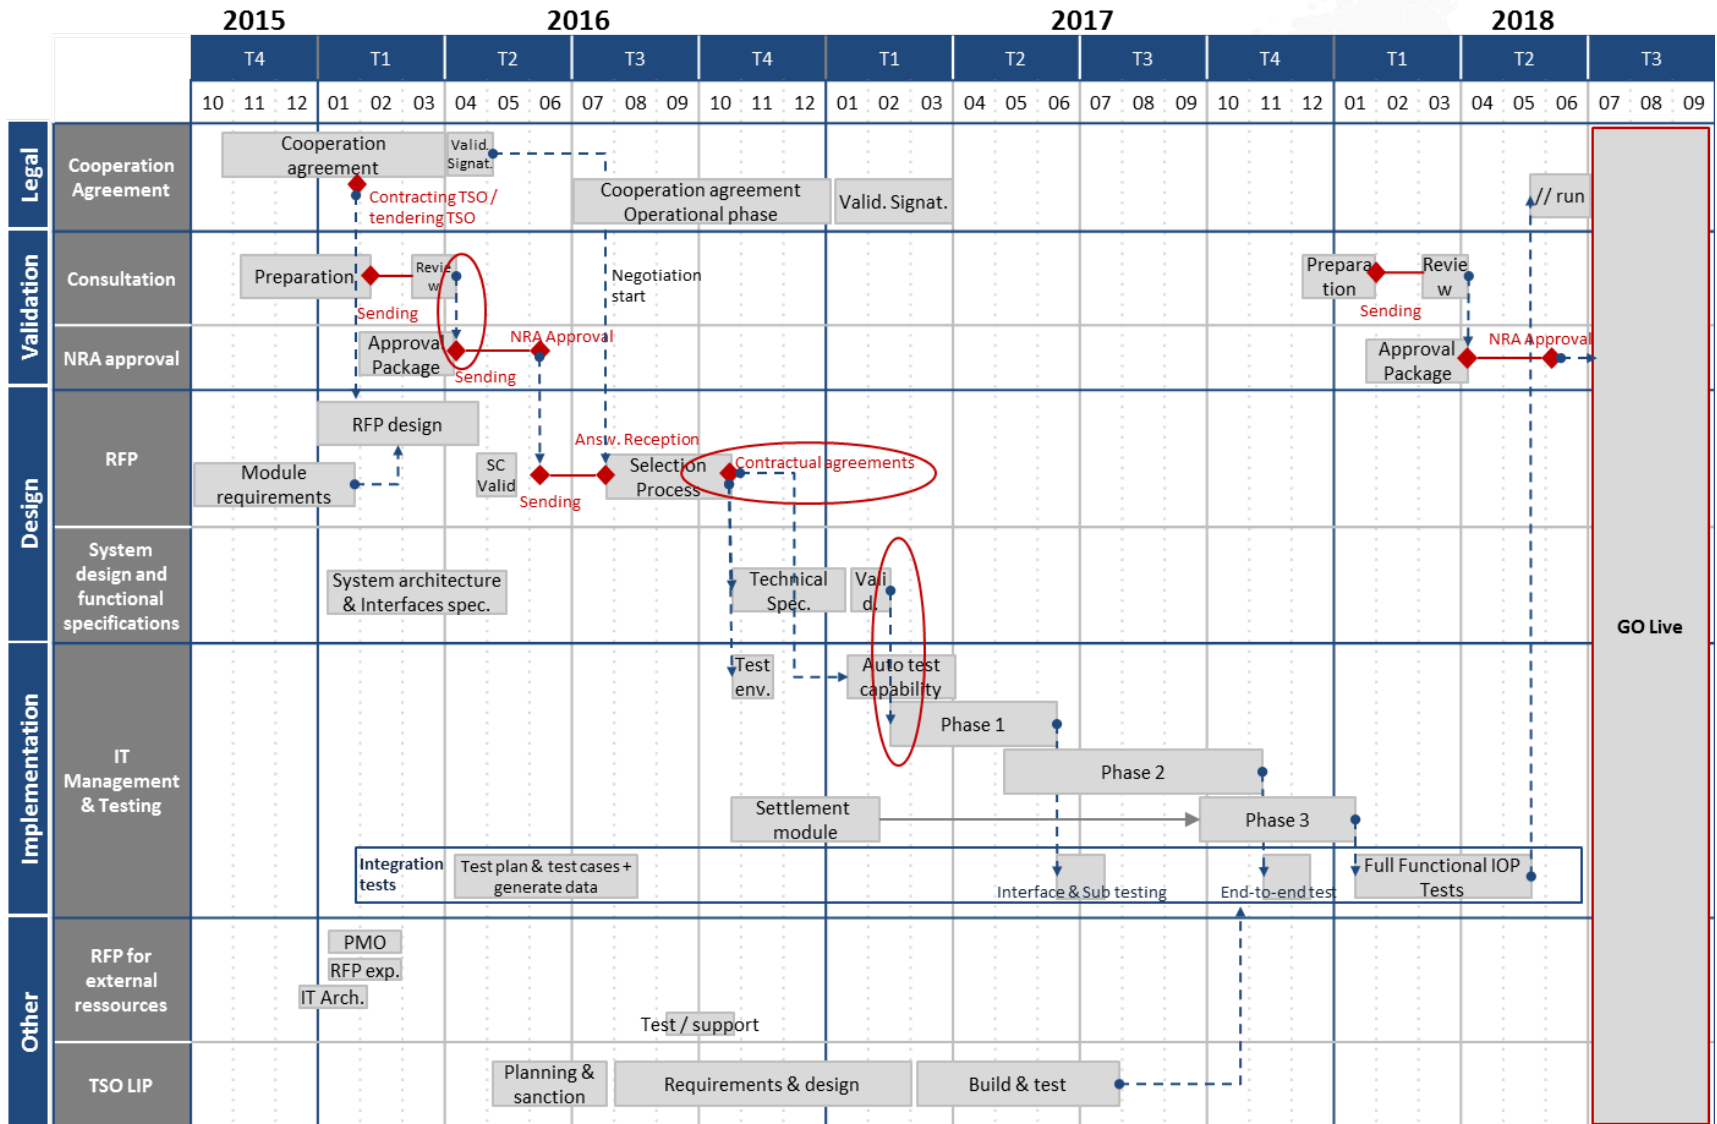 2015
2016
2017
2018
T4
T1
T2
T3
T4
T1
T2
T3
T4
T1
T2
T3
10 11 12 01 02 03 04 05 06 07 08 09 10 11 12 01 02 03 04 05 06 07 08 09 10 11 12 01 02 03 04 05 06 07 08 09
Legal
Cooperation
Agreement
Cooperation
agreement
Valid.
Signat.
Contracting TSO /
tendering TSO
Cooperation agreement
Operational phase
Valid. Signat.
// run
Validation
Consultation
Preparation
Revie
w
Sending
Negotiation
start
Prepara
tion
Revie
w
Sending
NRA approval
Approval
Package
Sending
NRA Approval
Approval
Package
NRA Approval
Design
RFP
RFP design
Module
requirements
SC
Valid
Sending
Answ. Reception
Selection
Process
Contractual agreements
System
design and
functional
specifications
System architecture
& Interfaces spec.
Technical
Spec.
Vali
d.
GO Live
Implementation
IT
Management
& Testing
Test
env.
Auto test
capability
Phase 1
Phase 2
Settlement
module
Phase 3
Integration
tests
Test plan & test cases +
generate data
Interface & Sub testing
End-to-end test
Full Functional IOP
Tests
Other
RFP for
external
ressources
PMO
RFP exp.
IT Arch.
Test / support
TSO LIP
Planning &
sanction
Requirements & design
Build & test